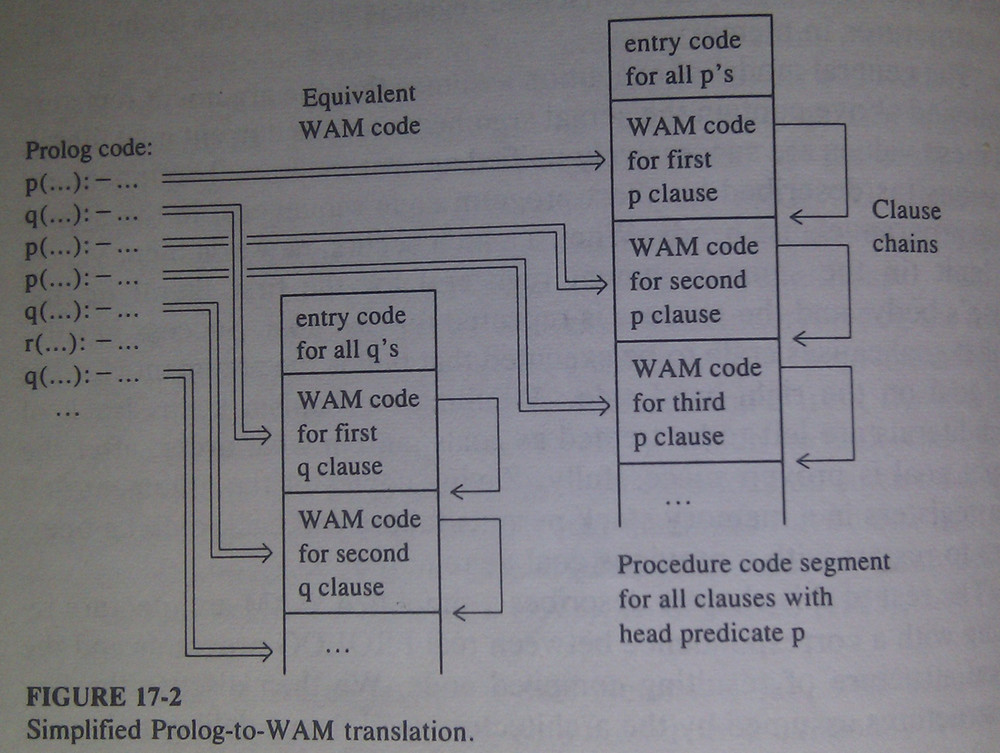 Equivalent
WAM code
Prolog code:
p(...):– ...
q(...):– ...
p(...):– ...
p(...):– ...
q(...):– ...
r(...):– ...
q(...):– ...
...
entry code
for all q's
WAM code
for first
q clause
WAM code
for second
q clause
...
entry code
for all p's
WAM code
for first
p clause
WAM code
for second
p clause
WAM code
for third
p clause
...
Clause
chains
Procedure code segment
for all clauses with
head predicate p
FIGURE 17-2
Simplified Prolog-to-WAM translation.